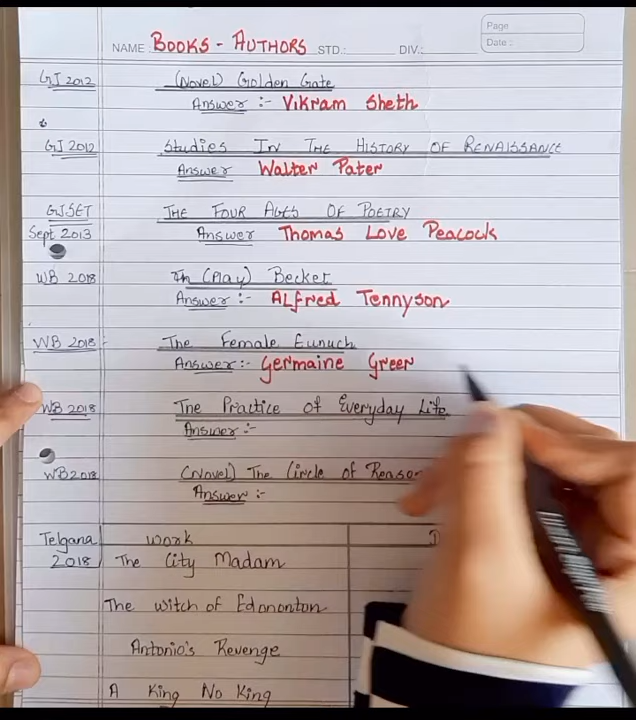 Page :
Date :
NAME : BOOKS - AUTHORS STD.: DIV.:
GJ 2012 (Novel) Golden Gate
Answer :- Vikram Sheth
GJ 2012 Studies In The History of Renaissance
Answer Walter Pater
GJSET The Four Ages of Poetry
Sept 2013 Answer Thomas Love Peacock
WB 2018 (Play) Becket
Answer :- Alfred Tennyson
WB 2018 The Female Eunuch
Answer :- Germaine Green
WB 2018 The Practice of Everyday Life
Answer :-
WB 2018 (Novel) The Circle of Reaso
Answer :-
Telgana work
2018 The City Madam
The witch of Edmonton
Antonio's Revenge
A King No King